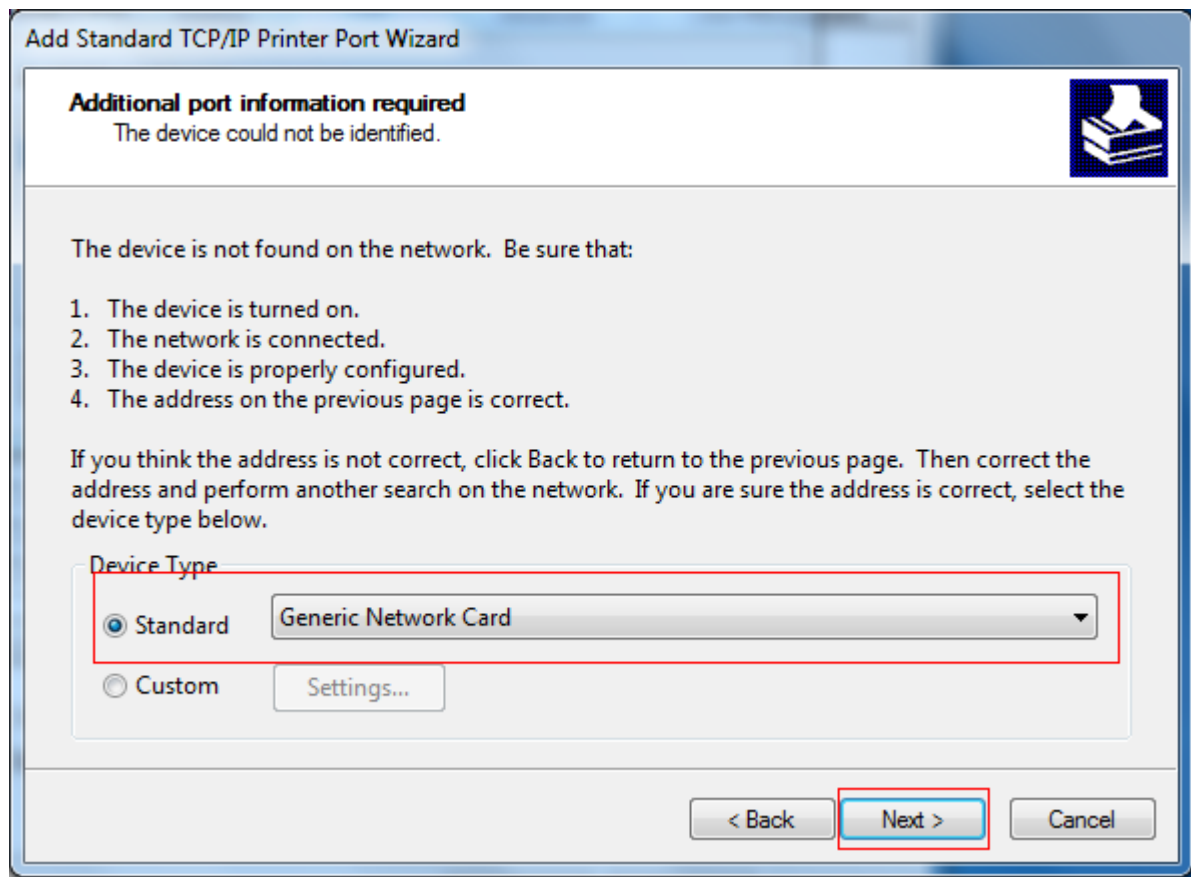 Add Standard TCP/IP Printer Port Wizard
Additional port information required
The device could not be identified.
The device is not found on the network.  Be sure that:
1.  The device is turned on.
2.  The network is connected.
3.  The device is properly configured.
4.  The address on the previous page is correct.
If you think the address is not correct, click Back to return to the previous page.  Then correct the
address and perform another search on the network.  If you are sure the address is correct, select the
device type below.
Device Type
Standard
Generic Network Card
Custom
Settings...
< Back
Next >
Cancel